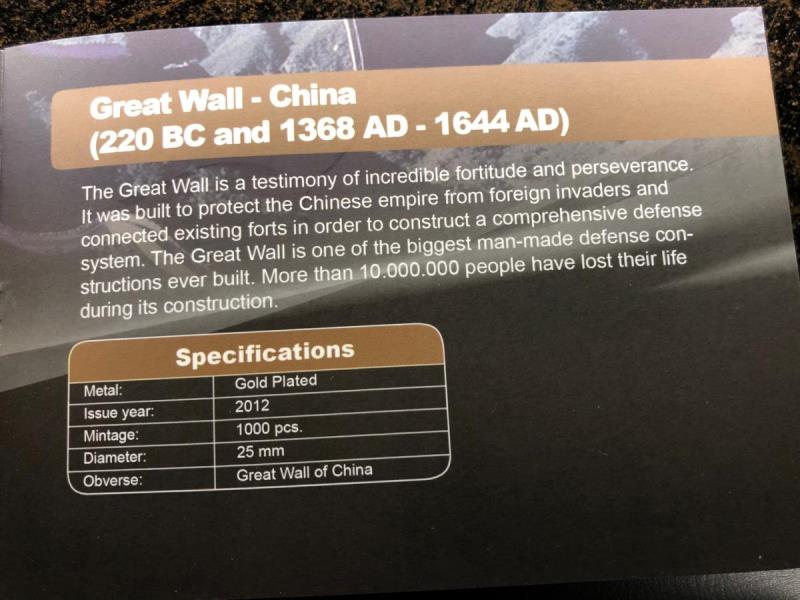 Great Wall - China
(220 BC and 1368 AD - 1644 AD)
The Great Wall is a testimony of incredible fortitude and perseverance.
It was built to protect the Chinese empire from foreign invaders and
connected existing forts in order to construct a comprehensive defense
system. The Great Wall is one of the biggest man-made defense con-
structions ever built. More than 10.000.000 people have lost their life
during its construction.
Specifications
Metal: Gold Plated
Issue year: 2012
Mintage: 1000 pcs.
Diameter: 25 mm
Obverse: Great Wall of China